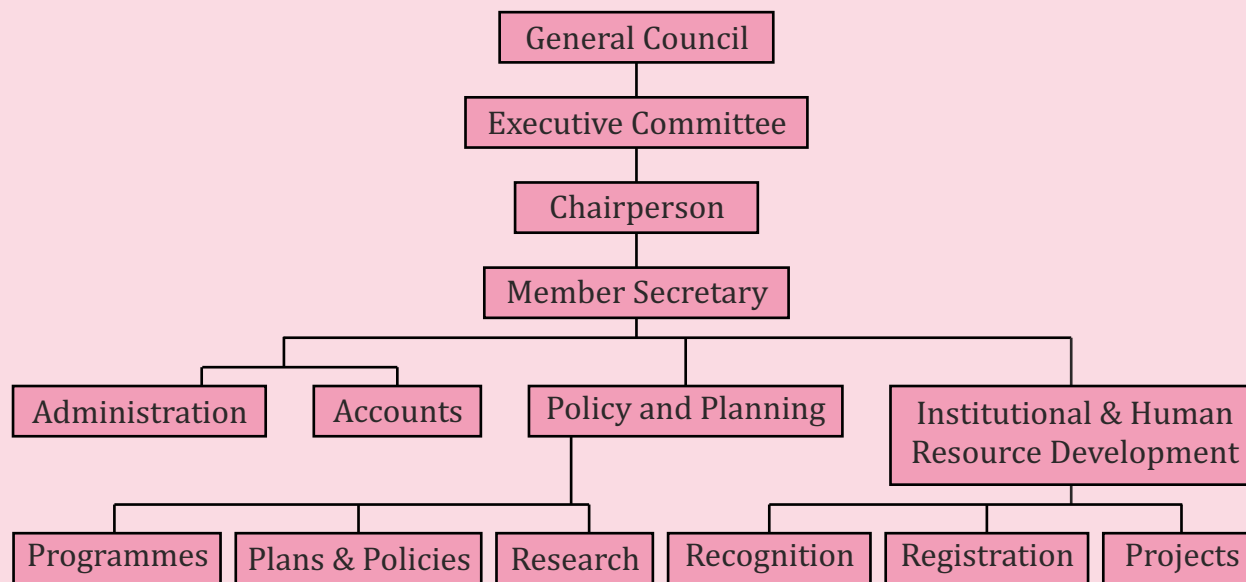 General Council
Executive Committee
Chairperson
Member Secretary
Administration
Accounts
Policy and Planning
Institutional & Human
Resource Development
Programmes
Plans & Policies
Research
Recognition
Registration
Projects